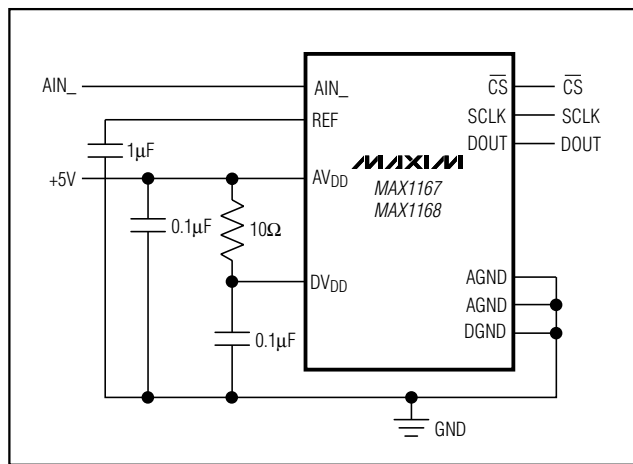 AIN_
AIN_
REF
1µF
+5V
AVDD
0.1µF
10Ω
DVDD
0.1µF
MAXIM
MAX1167
MAX1168
CS
CS
SCLK
SCLK
DOUT
DOUT
AGND
AGND
DGND
GND